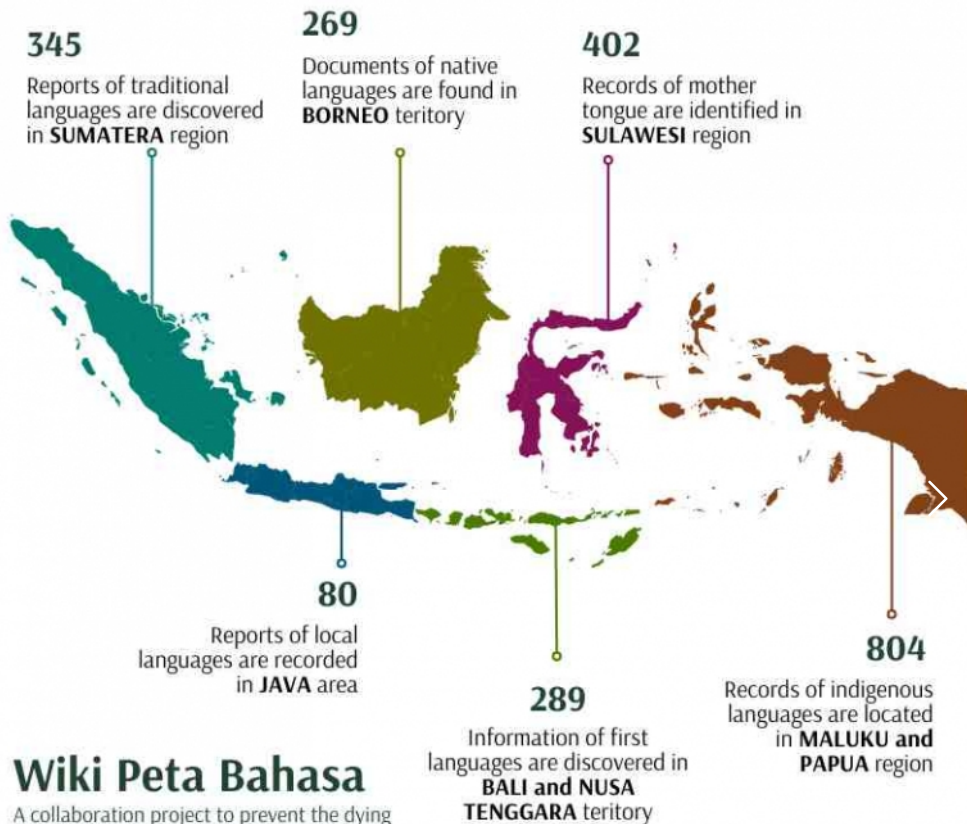 345
Reports of traditional
languages are discovered
in SUMATERA region
269
Documents of native
languages are found in
BORNEO teritory
402
Records of mother
tongue are identified in
SULAWESI region
80
Reports of local
languages are recorded
in JAVA area
289
Information of first
languages are discovered in
BALI and NUSA
TENGGARA teritory
804
Records of indigenous
languages are located
in MALUKU and
PAPUA region
Wiki Peta Bahasa
A collaboration project to prevent the dying